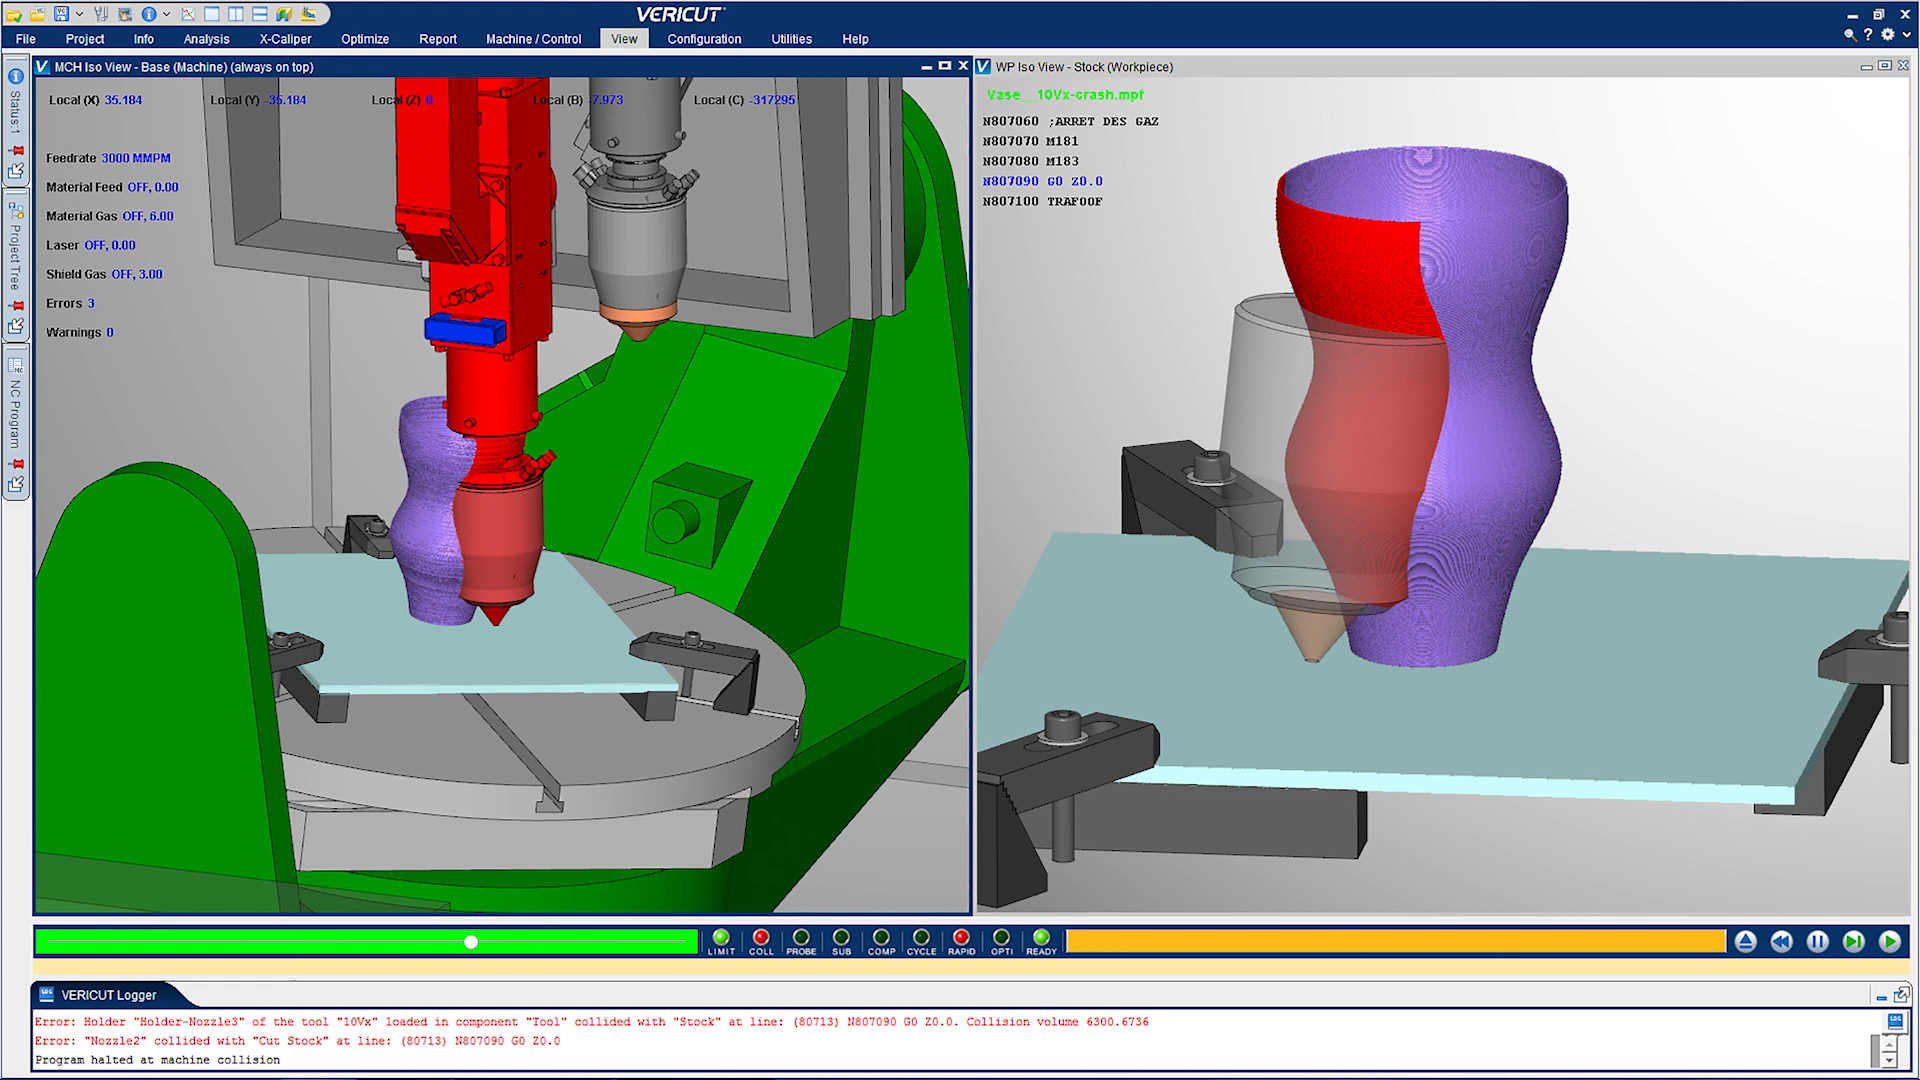 VERICUT
File Project Info Analysis X-Caliper Optimize Report Machine / Control View Configuration Utilities Help
MCH Iso View - Base (Machine) (always on top)
Local (X) 35.184 Local (Y) -35.184 Local (Z) 0 Local (B) -7.973 Local (C) -317295
Feedrate 3000 MMPM
Material Feed OFF, 0.00
Material Gas OFF, 6.00
Laser OFF, 0.00
Shield Gas OFF, 3.00
Errors 3
Warnings 0
Status:1
Project Tree
NC Program
WP Iso View - Stock (Workpiece)
Vase__10Vx-crash.mpf
N807060 ;ARRET DES GAZ
N807070 M181
N807080 M183
N807090 G0 Z0.0
N807100 TRAFOOF
LIMIT COLL PROBE SUB COMP CYCLE RAPID OPTI READY
VERICUT Logger
Error: Holder "Holder-Nozzle3" of the tool "10Vx" loaded in component "Tool" collided with "Stock" at line: (80713) N807090 G0 Z0.0. Collision volume 6300.6736
Error: "Nozzle2" collided with "Cut Stock" at line: (80713) N807090 G0 Z0.0
Program halted at machine collision